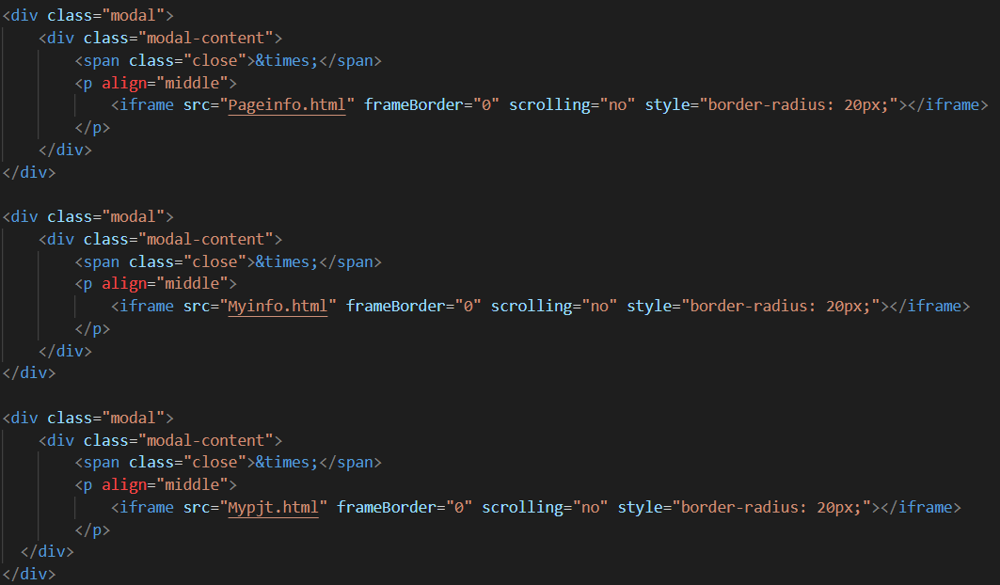 <div class="modal">
    <div class="modal-content">
        <span class="close">&times;</span>
        <p align="middle">
            <iframe src="Pageinfo.html" frameBorder="0" scrolling="no" style="border-radius: 20px;"></iframe>
        </p>
    </div>
</div>

<div class="modal">
    <div class="modal-content">
        <span class="close">&times;</span>
        <p align="middle">
            <iframe src="Myinfo.html" frameBorder="0" scrolling="no" style="border-radius: 20px;"></iframe>
        </p>
    </div>
</div>

<div class="modal">
    <div class="modal-content">
        <span class="close">&times;</span>
        <p align="middle">
            <iframe src="Mypjt.html" frameBorder="0" scrolling="no" style="border-radius: 20px;"></iframe>
        </p>
  </div>
</div>